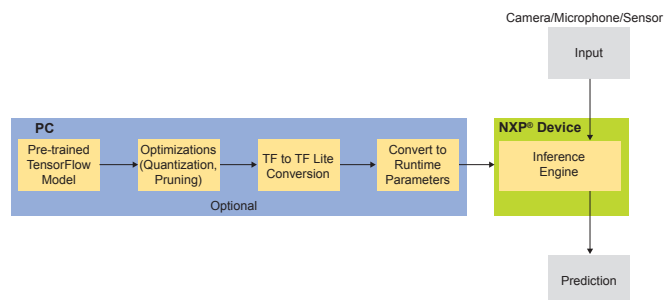 Camera/Microphone/Sensor
Input
PC
NXP® Device
Pre-trained
TensorFlow
Model
Optimizations
(Quantization,
Pruning)
TF to TF Lite
Conversion
Convert to
Runtime
Parameters
Inference
Engine
Optional
Prediction